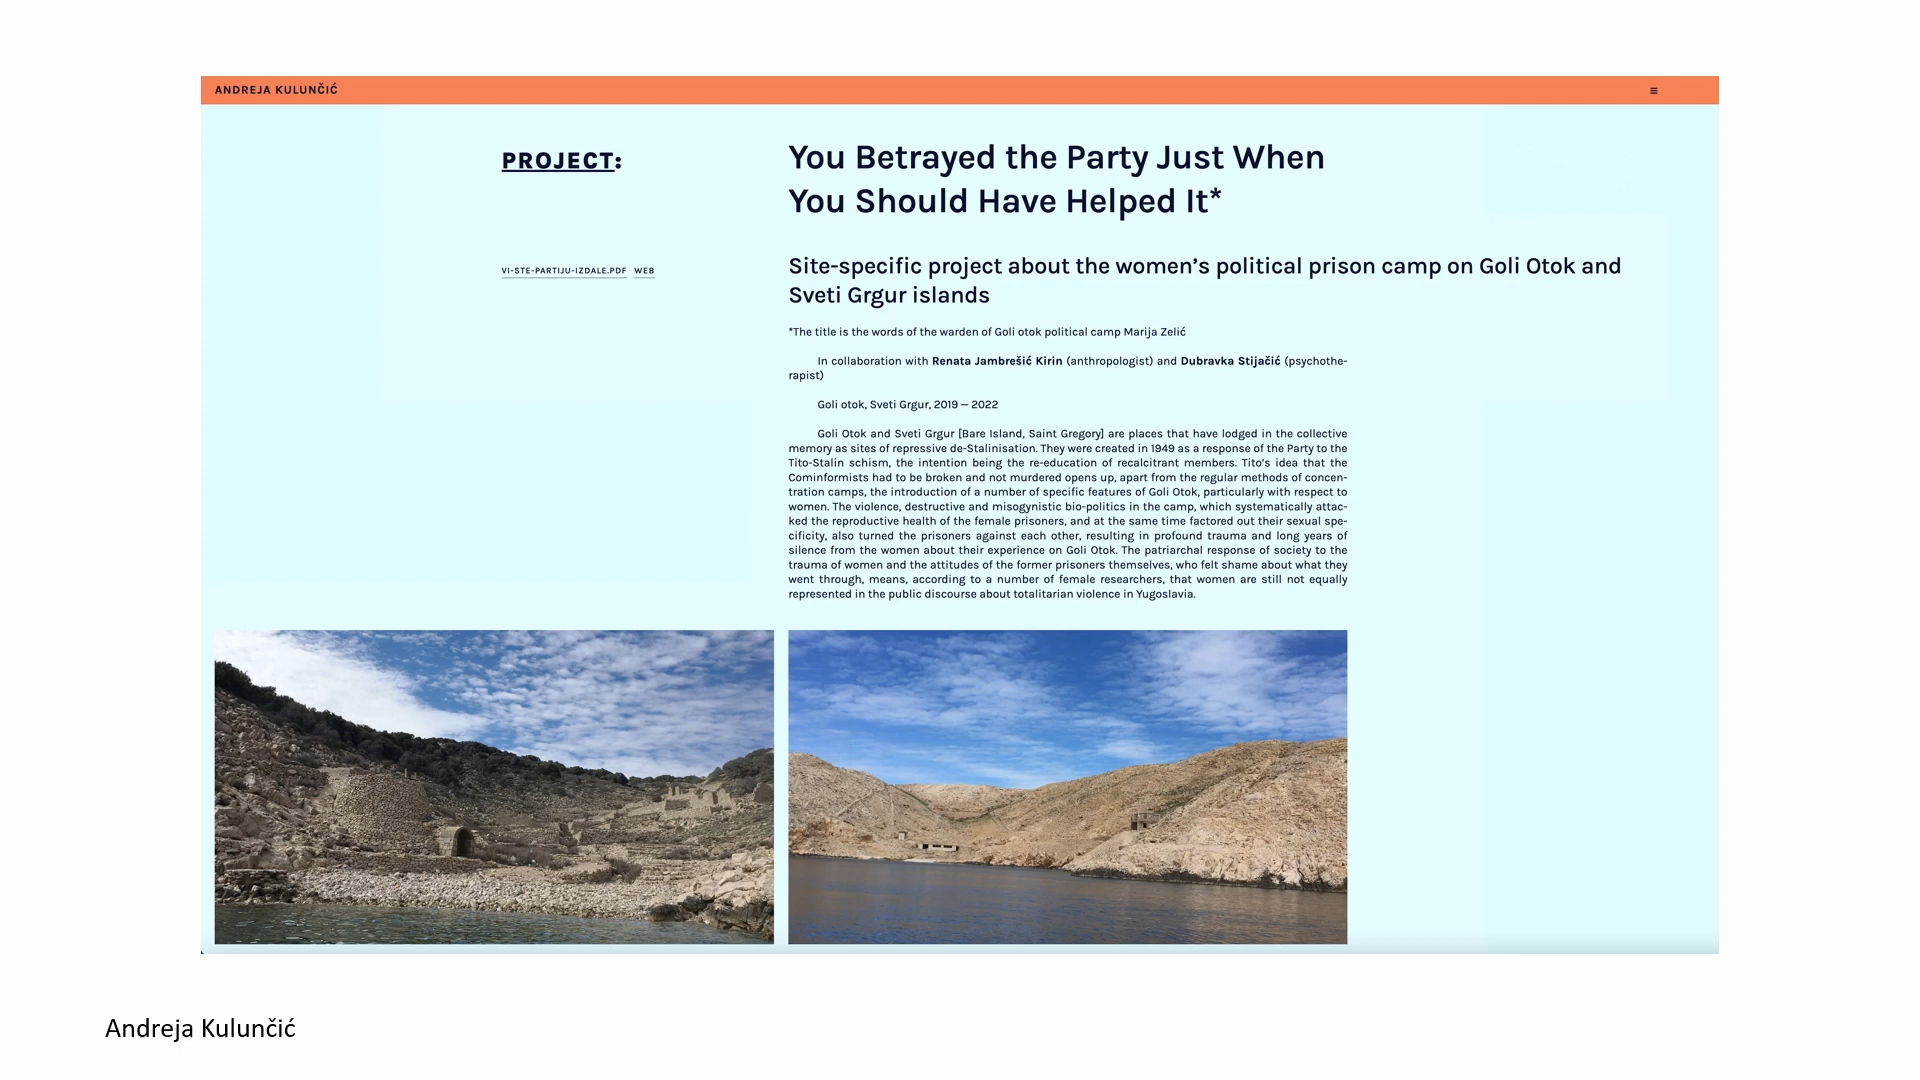 ANDREJA KULUNČIĆ
≡
PROJECT:
VI-STE-PARTIJU-IZDALE.PDF WEB
You Betrayed the Party Just When
You Should Have Helped It*
Site-specific project about the women’s political prison camp on Goli Otok and
Sveti Grgur islands
*The title is the words of the warden of Goli otok political camp Marija Zelić
In collaboration with Renata Jambrešić Kirin (anthropologist) and Dubravka Stijačić (psychothe-
rapist)
Goli otok, Sveti Grgur, 2019 — 2022
Goli Otok and Sveti Grgur [Bare Island, Saint Gregory] are places that have lodged in the collective
memory as sites of repressive de-Stalinisation. They were created in 1949 as a response of the Party to the
Tito-Stalin schism, the intention being the re-education of recalcitrant members. Tito’s idea that the
Cominformists had to be broken and not murdered opens up, apart from the regular methods of concen-
tration camps, the introduction of a number of specific features of Goli Otok, particularly with respect to
women. The violence, destructive and misogynistic bio-politics in the camp, which systematically attac-
ked the reproductive health of the female prisoners, and at the same time factored out their sexual spe-
cificity, also turned the prisoners against each other, resulting in profound trauma and long years of
silence from the women about their experience on Goli Otok. The patriarchal response of society to the
trauma of women and the attitudes of the former prisoners themselves, who felt shame about what they
went through, means, according to a number of female researchers, that women are still not equally
represented in the public discourse about totalitarian violence in Yugoslavia.
Andreja Kulunčić